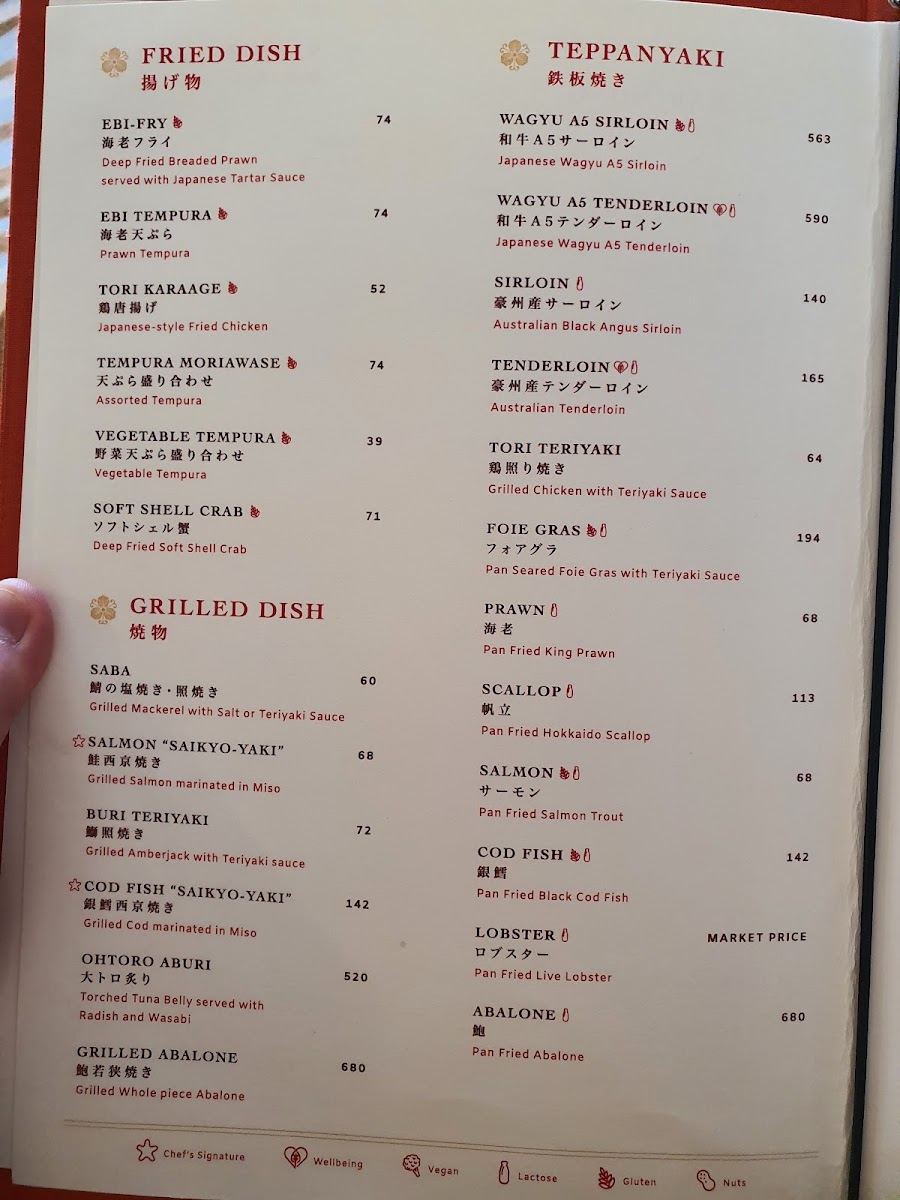 FRIED DISH
揚げ物
EBI-FRY 74
海老フライ
Deep Fried Breaded Prawn
served with Japanese Tartar Sauce
EBI TEMPURA 74
海老天ぷら
Prawn Tempura
TORI KARAAGE 52
鶏唐揚げ
Japanese-style Fried Chicken
TEMPURA MORIAWASE 74
天ぷら盛り合わせ
Assorted Tempura
VEGETABLE TEMPURA 39
野菜天ぷら盛り合わせ
Vegetable Tempura
SOFT SHELL CRAB 71
ソフトシェル蟹
Deep Fried Soft Shell Crab
GRILLED DISH
焼物
SABA 60
鯖の塩焼き・照焼き
Grilled Mackerel with Salt or Teriyaki Sauce
SALMON “SAIKYO-YAKI” 68
鮭西京焼き
Grilled Salmon marinated in Miso
BURI TERIYAKI 72
鰤照焼き
Grilled Amberjack with Teriyaki sauce
COD FISH “SAIKYO-YAKI” 142
銀鱈西京焼き
Grilled Cod marinated in Miso
OHTORO ABURI 520
大トロ炙り
Torched Tuna Belly served with
Radish and Wasabi
GRILLED ABALONE 680
鮑若狭焼き
Grilled Whole piece Abalone
TEPPANYAKI
鉄板焼き
WAGYU A5 SIRLOIN 563
和牛A5サーロイン
Japanese Wagyu A5 Sirloin
WAGYU A5 TENDERLOIN 590
和牛A5テンダーロイン
Japanese Wagyu A5 Tenderloin
SIRLOIN 140
豪州産サーロイン
Australian Black Angus Sirloin
TENDERLOIN 165
豪州産テンダーロイン
Australian Tenderloin
TORI TERIYAKI 64
鶏照り焼き
Grilled Chicken with Teriyaki Sauce
FOIE GRAS 194
フォアグラ
Pan Seared Foie Gras with Teriyaki Sauce
PRAWN 68
海老
Pan Fried King Prawn
SCALLOP 113
帆立
Pan Fried Hokkaido Scallop
SALMON 68
サーモン
Pan Fried Salmon Trout
COD FISH 142
銀鱈
Pan Fried Black Cod Fish
LOBSTER MARKET PRICE
ロブスター
Pan Fried Live Lobster
ABALONE 680
鮑
Pan Fried Abalone
Chef's Signature Wellbeing Vegan Lactose Gluten Nuts